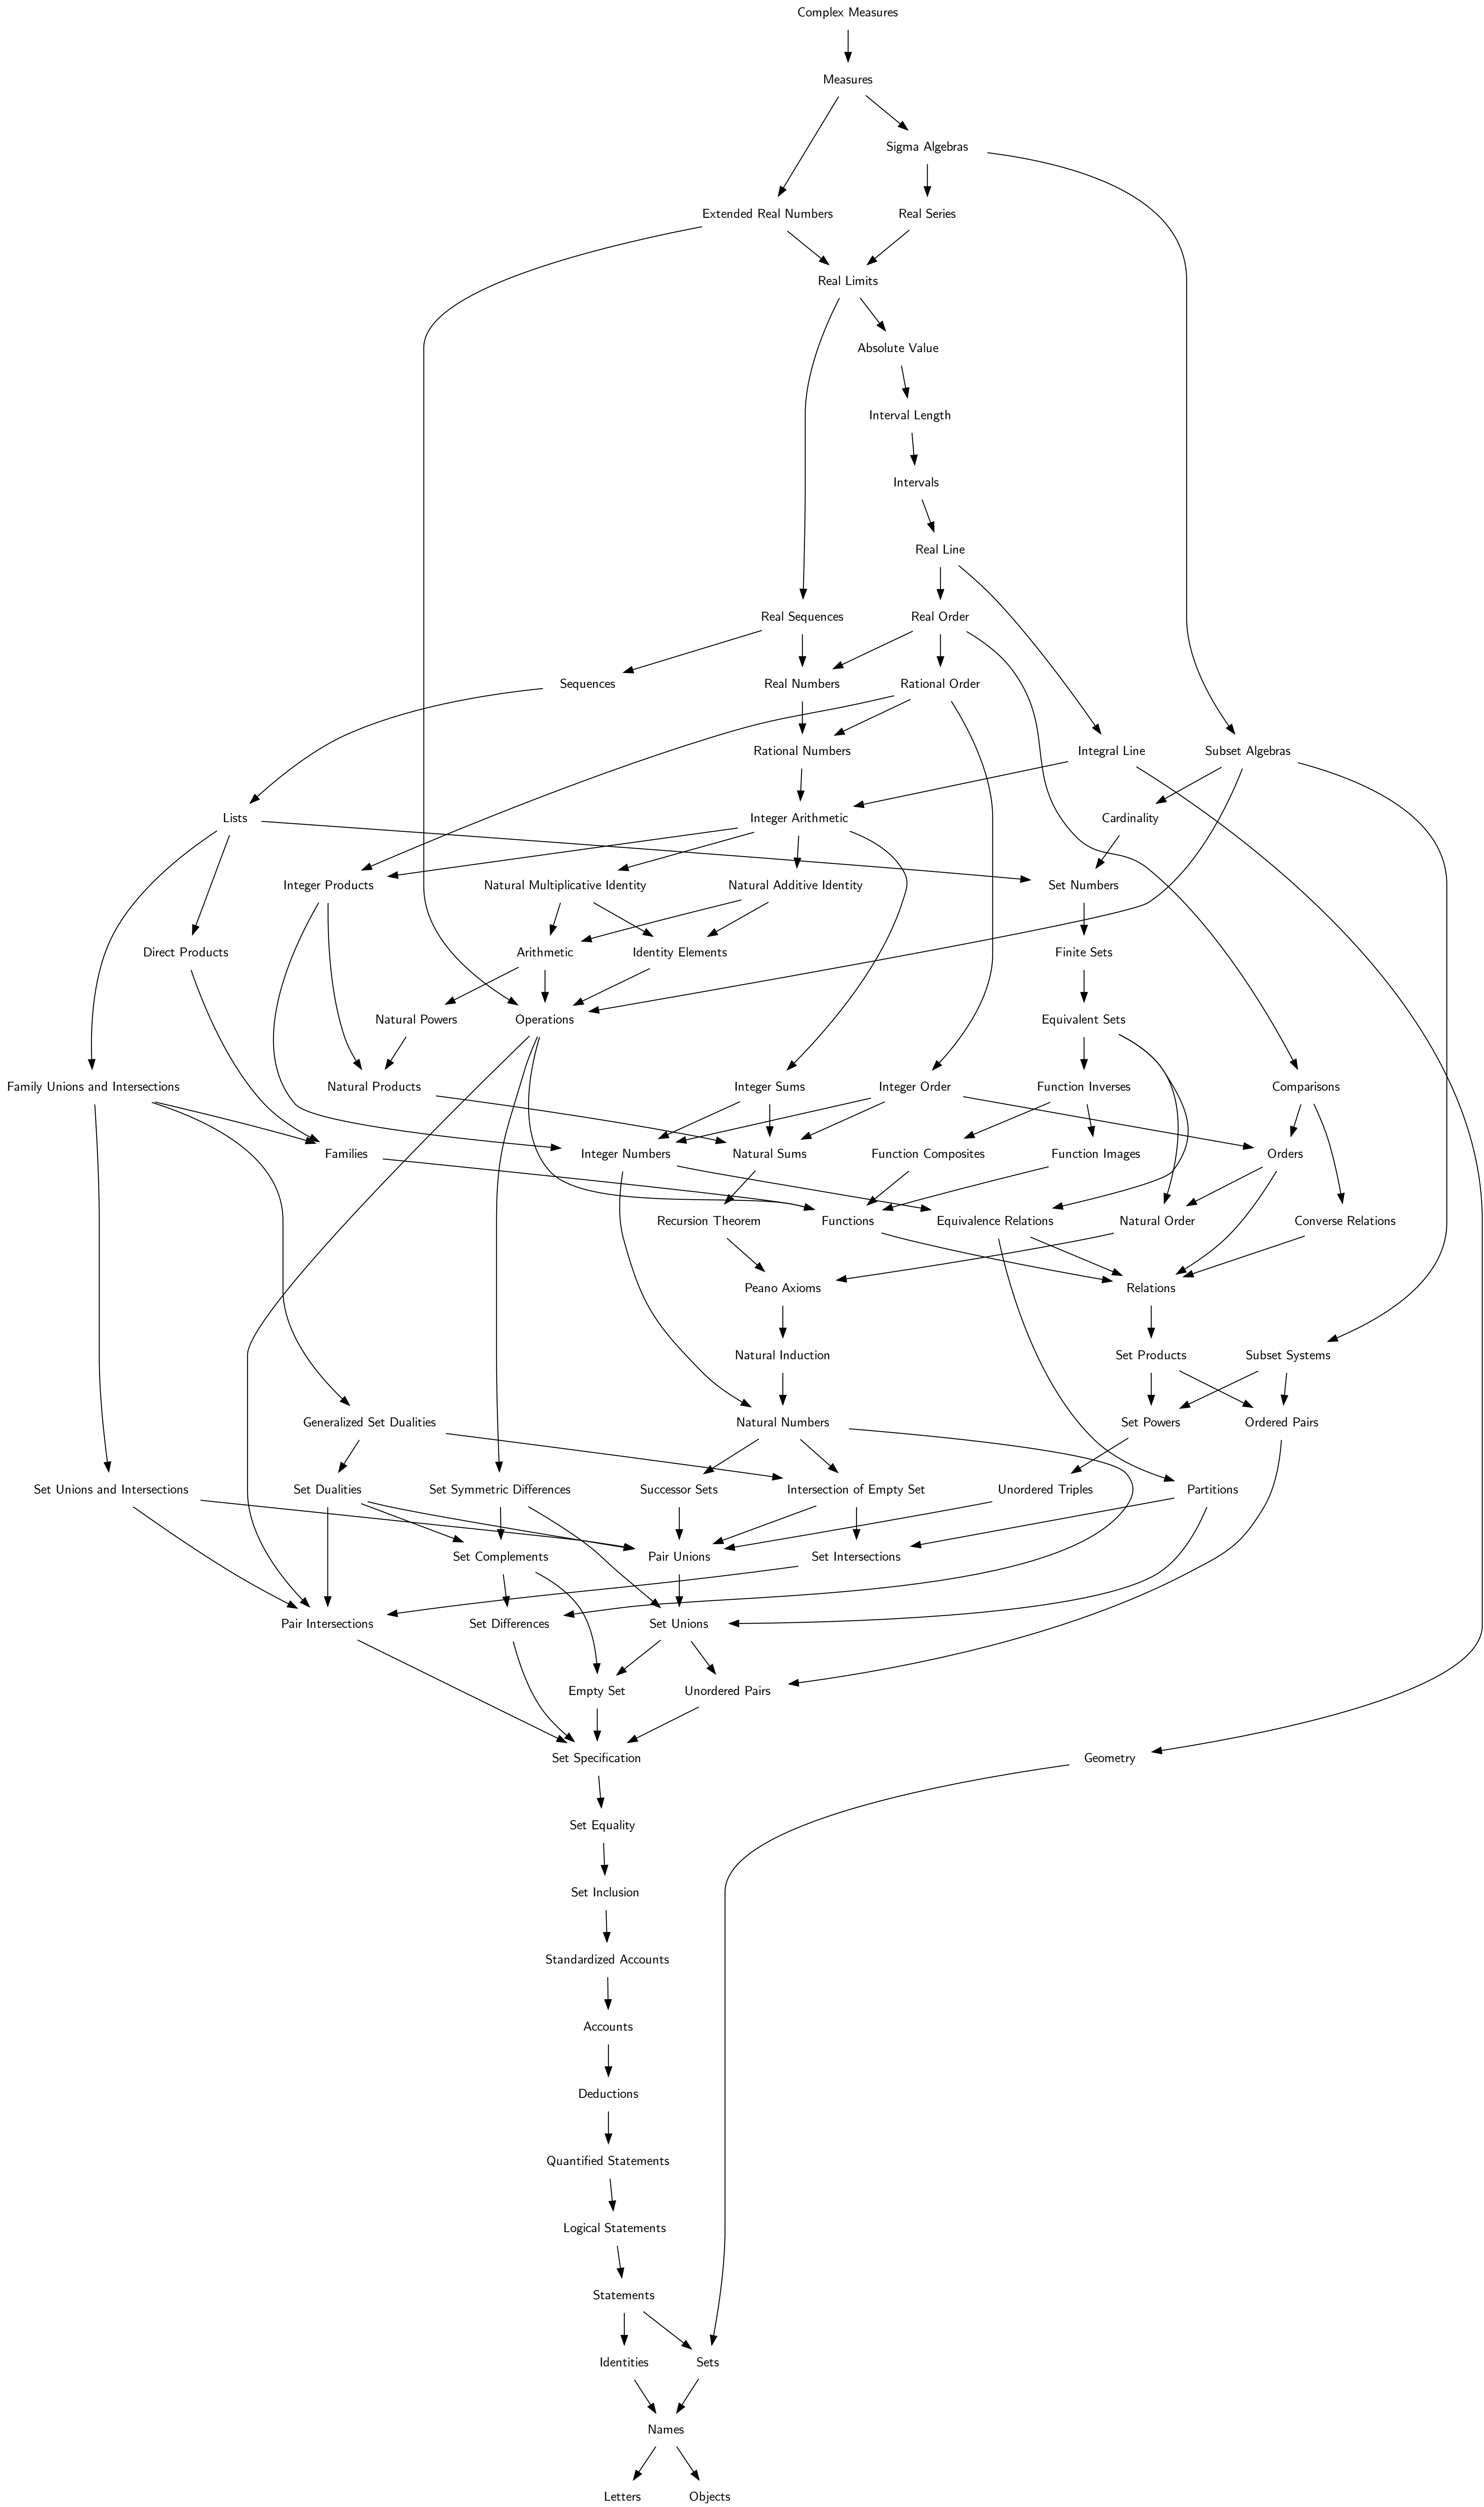 Complex Measures
Measures
Sigma Algebras
Extended Real Numbers
Real Series
Real Limits
Absolute Value
Interval Length
Intervals
Real Line
Real Sequences
Real Order
Sequences
Real Numbers
Rational Order
Rational Numbers
Integral Line
Subset Algebras
Lists
Integer Arithmetic
Cardinality
Integer Products
Natural Multiplicative Identity
Natural Additive Identity
Set Numbers
Direct Products
Arithmetic
Identity Elements
Finite Sets
Natural Powers
Operations
Equivalent Sets
Family Unions and Intersections
Natural Products
Integer Sums
Integer Order
Function Inverses
Comparisons
Families
Integer Numbers
Natural Sums
Function Composites
Function Images
Orders
Recursion Theorem
Functions
Equivalence Relations
Natural Order
Converse Relations
Peano Axioms
Relations
Natural Induction
Set Products
Subset Systems
Generalized Set Dualities
Natural Numbers
Set Powers
Ordered Pairs
Set Unions and Intersections
Set Dualities
Set Symmetric Differences
Successor Sets
Intersection of Empty Set
Unordered Triples
Partitions
Set Complements
Pair Unions
Set Intersections
Pair Intersections
Set Differences
Set Unions
Empty Set
Unordered Pairs
Set Specification
Geometry
Set Equality
Set Inclusion
Standardized Accounts
Accounts
Deductions
Quantified Statements
Logical Statements
Statements
Identities
Sets
Names
Letters
Objects